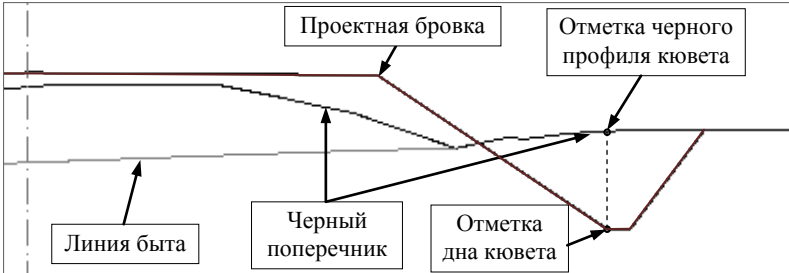 Проектная бровка
Отметка черного
профиля кювета
Линия быта
Черный
поперечник
Отметка
дна кювета